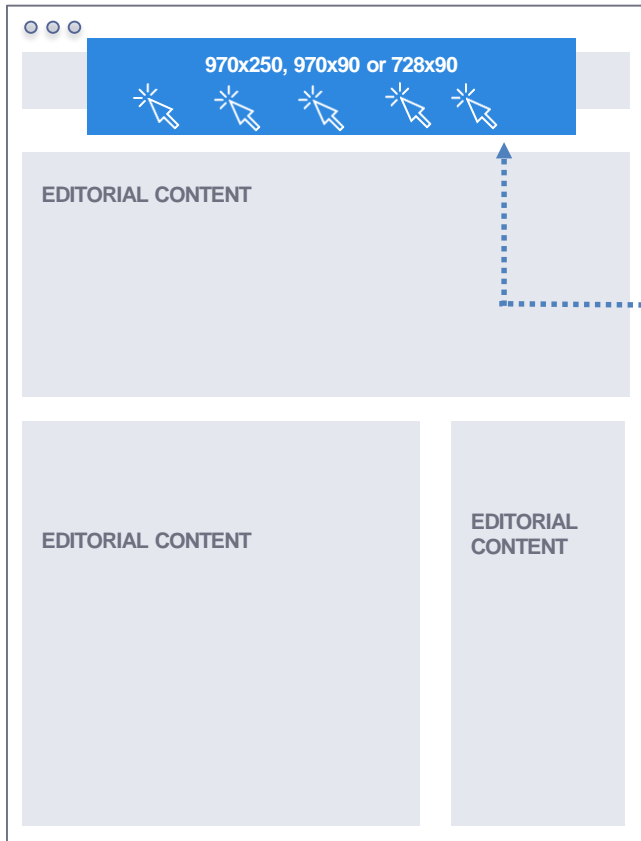 970x250, 970x90 or 728x90
EDITORIAL CONTENT
EDITORIAL CONTENT
EDITORIAL
CONTENT